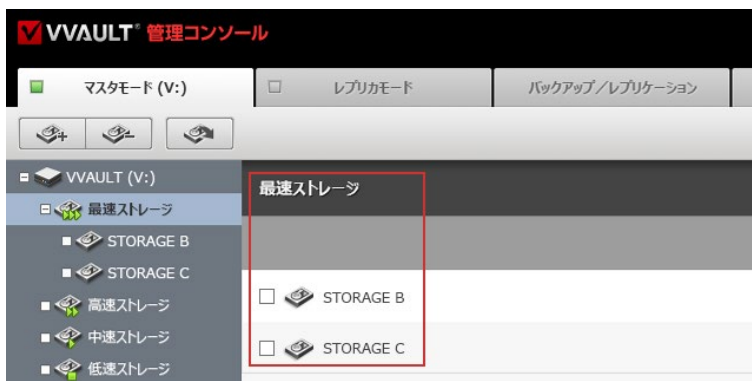 VVAULT® 管理コンソール
マスタモード (V:)
レプリカモード
バックアップ／レプリケーション
VVAULT (V:)
最速ストレージ
STORAGE B
STORAGE C
高速ストレージ
中速ストレージ
低速ストレージ
最速ストレージ
STORAGE B
STORAGE C